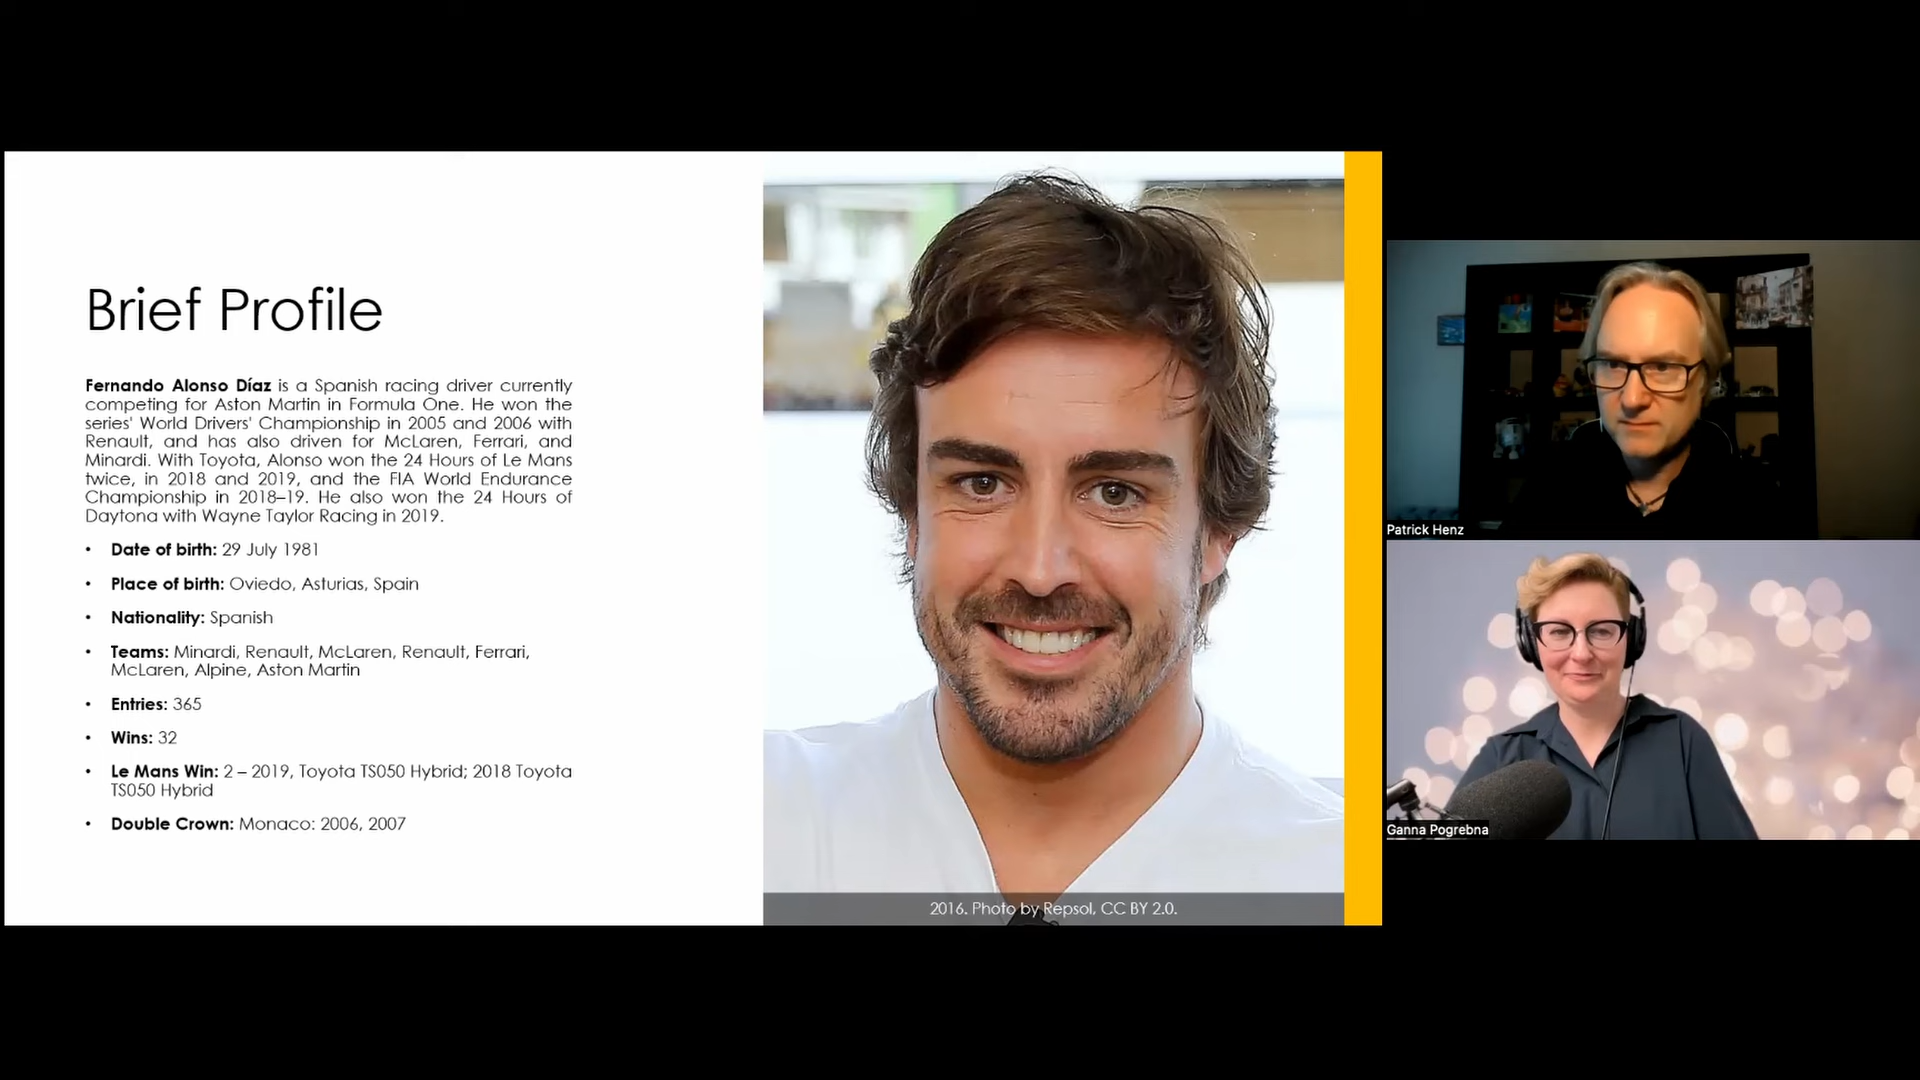 Brief Profile
Fernando Alonso Díaz is a Spanish racing driver currently
competing for Aston Martin in Formula One. He won the
series' World Drivers' Championship in 2005 and 2006 with
Renault, and has also driven for McLaren, Ferrari, and
Minardi. With Toyota, Alonso won the 24 Hours of Le Mans
twice, in 2018 and 2019, and the FIA World Endurance
Championship in 2018–19. He also won the 24 Hours of
Daytona with Wayne Taylor Racing in 2019.
• Date of birth: 29 July 1981
• Place of birth: Oviedo, Asturias, Spain
• Nationality: Spanish
• Teams: Minardi, Renault, McLaren, Renault, Ferrari,
McLaren, Alpine, Aston Martin
• Entries: 365
• Wins: 32
• Le Mans Win: 2 – 2019, Toyota TS050 Hybrid; 2018 Toyota
TS050 Hybrid
• Double Crown: Monaco: 2006, 2007
2016. Photo by Repsol, CC BY 2.0.
Patrick Henz
Ganna Pogrebna